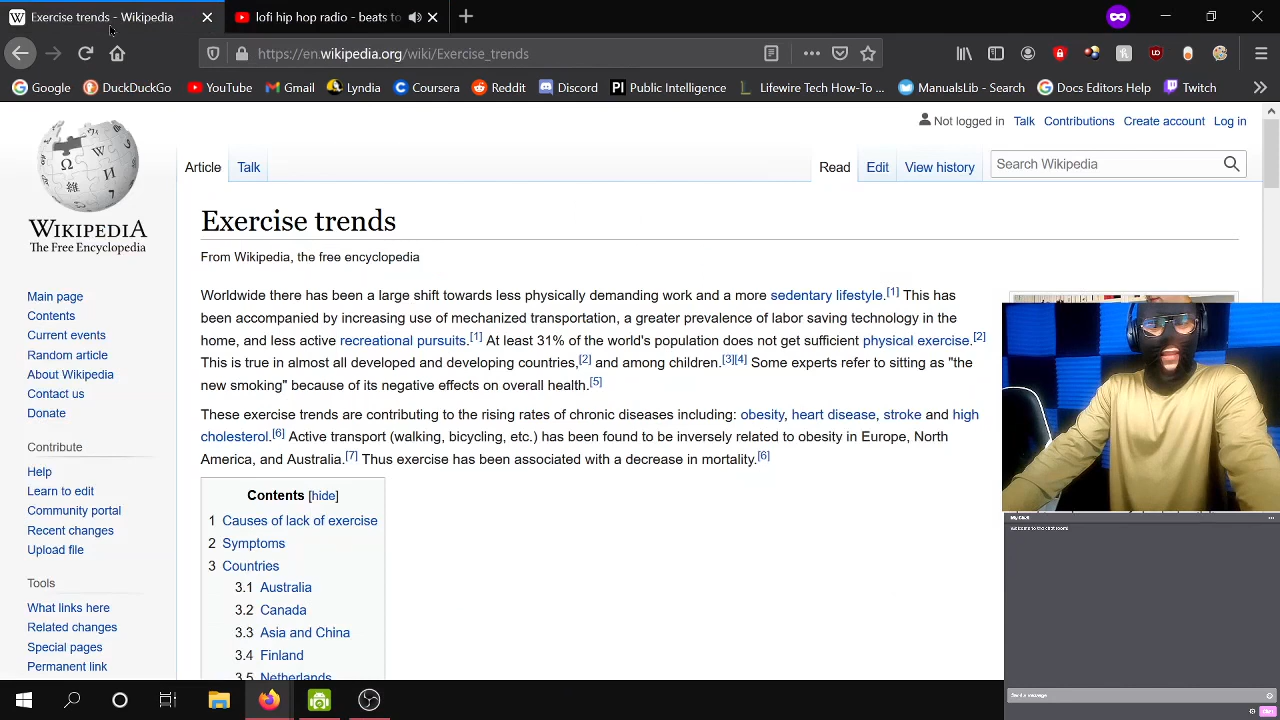 Exercise trends - Wikipedia
lofi hip hop radio - beats to
https://en.wikipedia.org/wiki/Exercise_trends
Google DuckDuckGo YouTube Gmail Lyndia Coursera Reddit Discord Public Intelligence Lifewire Tech How-To ... ManualsLib - Search Docs Editors Help Twitch
Not logged in Talk Contributions Create account Log in
Article Talk Read Edit View history Search Wikipedia
WIKIPEDIA
The Free Encyclopedia
Main page
Contents
Current events
Random article
About Wikipedia
Contact us
Donate
Contribute
Help
Learn to edit
Community portal
Recent changes
Upload file
Tools
What links here
Related changes
Special pages
Permanent link
Exercise trends
From Wikipedia, the free encyclopedia
Worldwide there has been a large shift towards less physically demanding work and a more sedentary lifestyle.[1] This has
been accompanied by increasing use of mechanized transportation, a greater prevalence of labor saving technology in the
home, and less active recreational pursuits.[1] At least 31% of the world's population does not get sufficient physical exercise.[2]
This is true in almost all developed and developing countries,[2] and among children.[3][4] Some experts refer to sitting as "the
new smoking" because of its negative effects on overall health.[5]
These exercise trends are contributing to the rising rates of chronic diseases including: obesity, heart disease, stroke and high
cholesterol.[6] Active transport (walking, bicycling, etc.) has been found to be inversely related to obesity in Europe, North
America, and Australia.[7] Thus exercise has been associated with a decrease in mortality.[6]
Contents [hide]
1 Causes of lack of exercise
2 Symptoms
3 Countries
3.1 Australia
3.2 Canada
3.3 Asia and China
3.4 Finland
3.5 Netherlands
My Chat
Welcome to the chat room!
Send a message
Chat